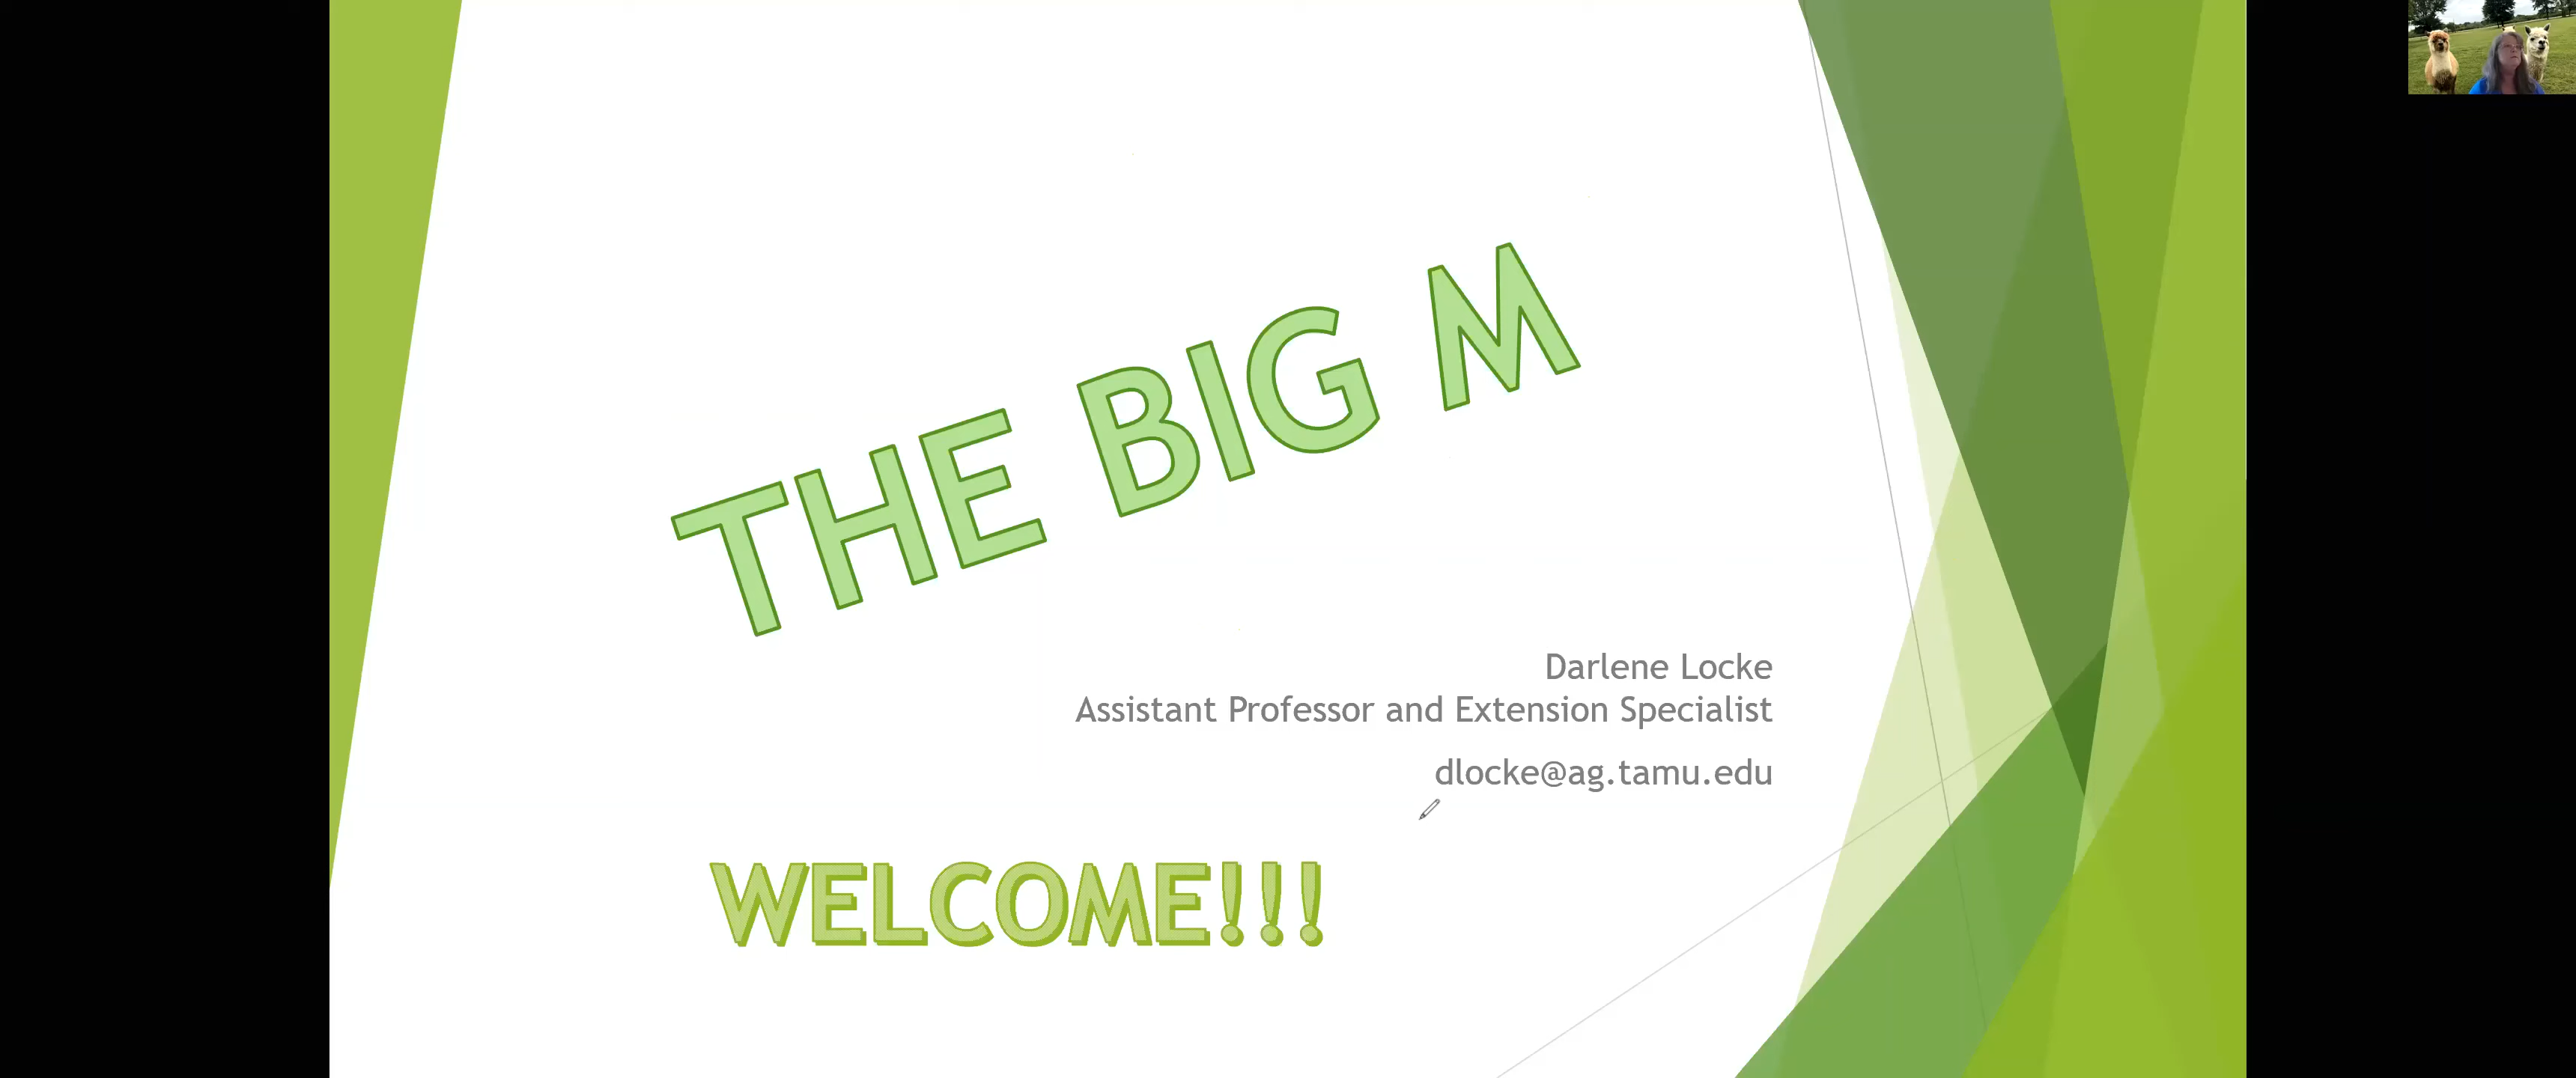 THE BIG M
Darlene Locke
Assistant Professor and Extension Specialist
dlocke@ag.tamu.edu
WELCOME!!!